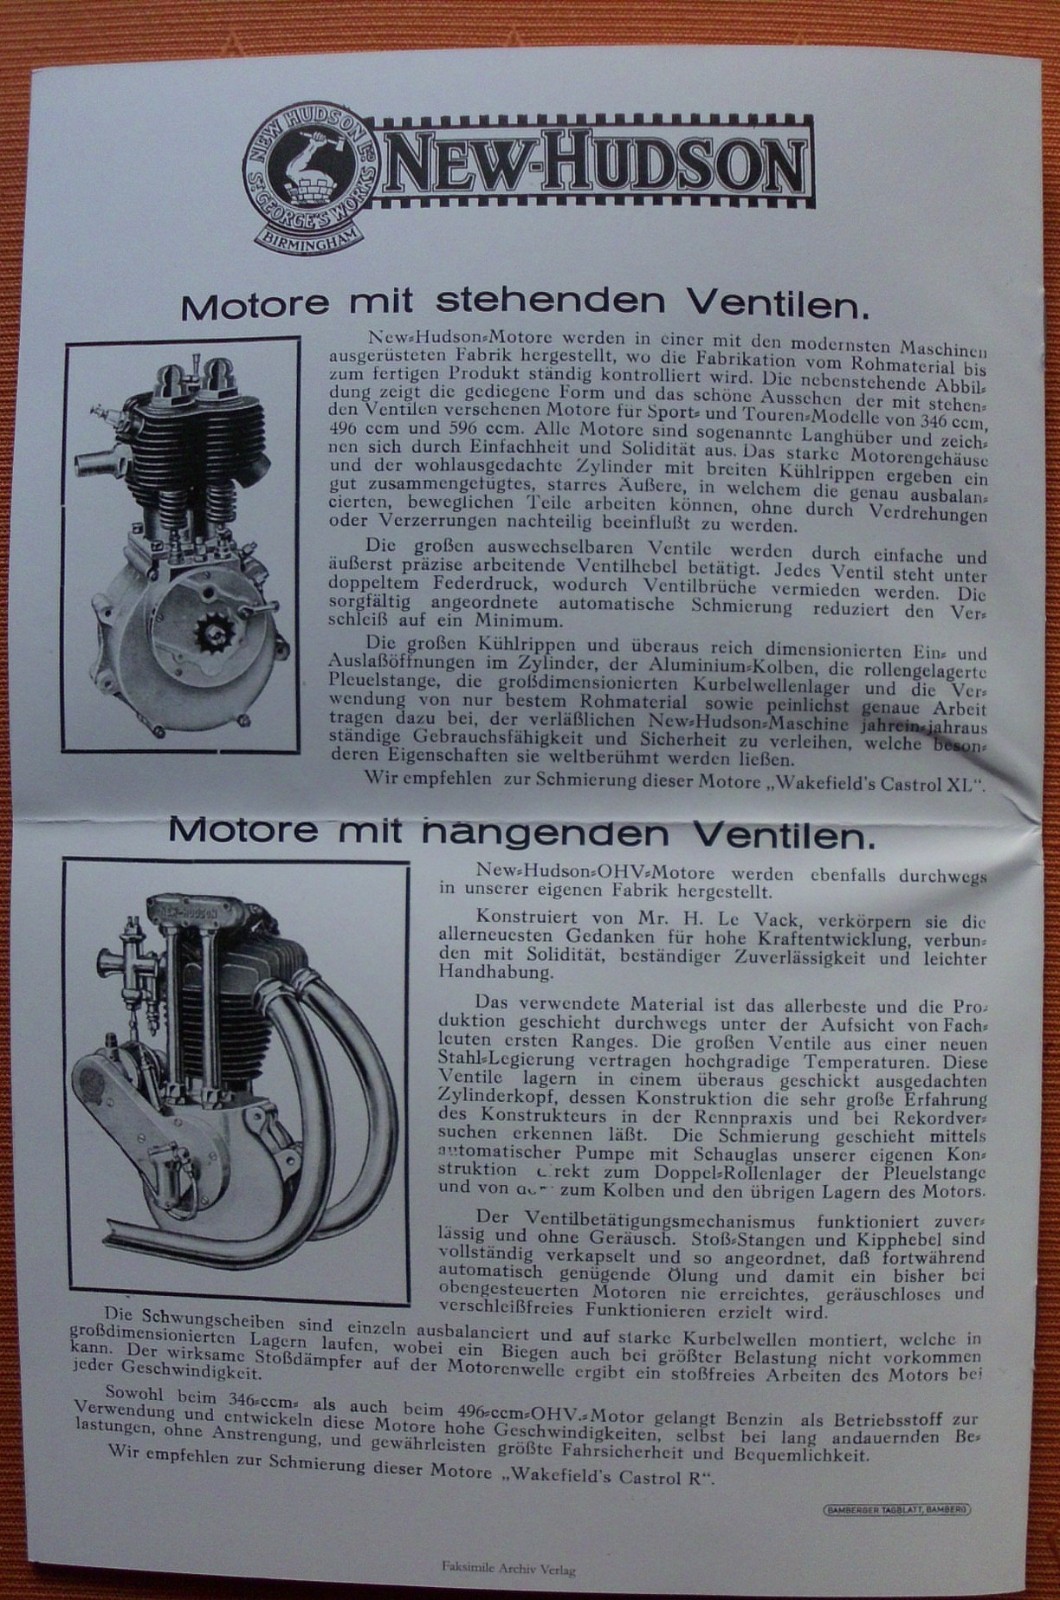 NEW HUDSON LTD
ST. GEORGE'S WORKS
BIRMINGHAM
NEW-HUDSON
Motore mit stehenden Ventilen.
New-Hudson-Motore werden in einer mit den modernsten Maschinen
ausgerüsteten Fabrik hergestellt, wo die Fabrikation vom Rohmaterial bis
zum fertigen Produkt ständig kontrolliert wird. Die nebenstehende Abbil-
dung zeigt die gediegene Form und das schöne Aussehen der mit stehen-
den Ventilen versehenen Motore für Sport- und Touren-Modelle von 346 ccm,
496 ccm und 596 ccm. Alle Motore sind sogenannte Langhüber und zeich-
nen sich durch Einfachheit und Solidität aus. Das starke Motorengehäuse
und der wohlausgedachte Zylinder mit breiten Kühlrippen ergeben ein
gut zusammengefügtes, starres Äußere, in welchem die genau ausbalan-
cierten, beweglichen Teile arbeiten können, ohne durch Verdrehungen
oder Verzerrungen nachteilig beeinflußt zu werden.
Die großen auswechselbaren Ventile werden durch einfache und
äußerst präzise arbeitende Ventilhebel betätigt. Jedes Ventil steht unter
doppeltem Federdruck, wodurch Ventilbrüche vermieden werden. Die
sorgfältig angeordnete automatische Schmierung reduziert den Ver-
schleiß auf ein Minimum.
Die großen Kühlrippen und überaus reich dimensionierten Ein- und
Auslaßöffnungen im Zylinder, der Aluminium-Kolben, die rollengelagerte
Pleuelstange, die großdimensionierten Kurbelwellenlager und die Ver-
wendung von nur bestem Rohmaterial sowie peinlichst genaue Arbeit
tragen dazu bei, der verläßlichen New-Hudson-Maschine jahrein-jahraus
ständige Gebrauchsfähigkeit und Sicherheit zu verleihen, welche beson-
deren Eigenschaften sie weltberühmt werden ließen.
Wir empfehlen zur Schmierung dieser Motore „Wakefield's Castrol XL“.
Motore mit hängenden Ventilen.
NEW-HUDSON
New-Hudson-OHV-Motore werden ebenfalls durchwegs
in unserer eigenen Fabrik hergestellt.
Konstruiert von Mr. H. Le Vack, verkörpern sie die
allerneuesten Gedanken für hohe Kraftentwicklung, verbun-
den mit Solidität, beständiger Zuverlässigkeit und leichter
Handhabung.
Das verwendete Material ist das allerbeste und die Pro-
duktion geschieht durchwegs unter der Aufsicht von Fach-
leuten ersten Ranges. Die großen Ventile aus einer neuen
Stahl-Legierung vertragen hochgradige Temperaturen. Diese
Ventile lagern in einem überaus geschickt ausgedachten
Zylinderkopf, dessen Konstruktion die sehr große Erfahrung
des Konstrukteurs in der Rennpraxis und bei Rekordver-
suchen erkennen läßt. Die Schmierung geschieht mittels
automatischer Pumpe mit Schauglas unserer eigenen Kon-
struktion direkt zum Doppel-Rollenlager der Pleuelstange
und von zum Kolben und den übrigen Lagern des Motors.
Der Ventilbetätigungsmechanismus funktioniert zuver-
lässig und ohne Geräusch. Stoß-Stangen und Kipphebel sind
vollständig verkapselt und so angeordnet, daß fortwährend
automatisch genügende Ölung und damit ein bisher bei
obengesteuerten Motoren nie erreichtes, geräuschloses und
verschleißfreies Funktionieren erzielt wird.
Die Schwungscheiben sind einzeln ausbalanciert und auf starke Kurbelwellen montiert, welche in
großdimensionierten Lagern laufen, wobei ein Biegen auch bei größter Belastung nicht vorkommen
kann. Der wirksame Stoßdämpfer auf der Motorenwelle ergibt ein stoßfreies Arbeiten des Motors bei
jeder Geschwindigkeit.
Sowohl beim 346-ccm- als auch beim 496-ccm-OHV.-Motor gelangt Benzin als Betriebsstoff zur
Verwendung und entwickeln diese Motore hohe Geschwindigkeiten, selbst bei lang andauernden Be-
lastungen, ohne Anstrengung, und gewährleisten größte Fahrsicherheit und Bequemlichkeit.
Wir empfehlen zur Schmierung dieser Motore „Wakefield's Castrol R“.
BAMBERGER TAGBLATT, BAMBERG
Faksimile Archiv Verlag